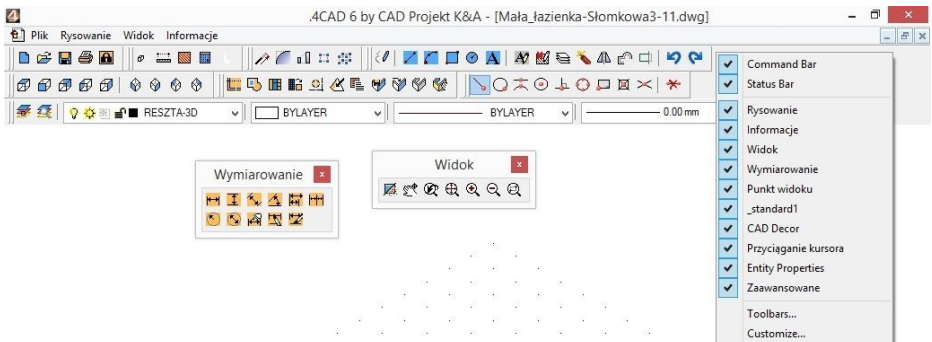 .4CAD 6 by CAD Projekt K&A - [Mała_łazienka-Słomkowa3-11.dwg]
Plik Rysowanie Widok Informacje
RESZTA-3D BYLAYER BYLAYER 0.00 mm
Wymiarowanie
Widok
Command Bar
Status Bar
Rysowanie
Informacje
Widok
Wymiarowanie
Punkt widoku
_standard1
CAD Decor
Przyciąganie kursora
Entity Properties
Zaawansowane
Toolbars...
Customize...